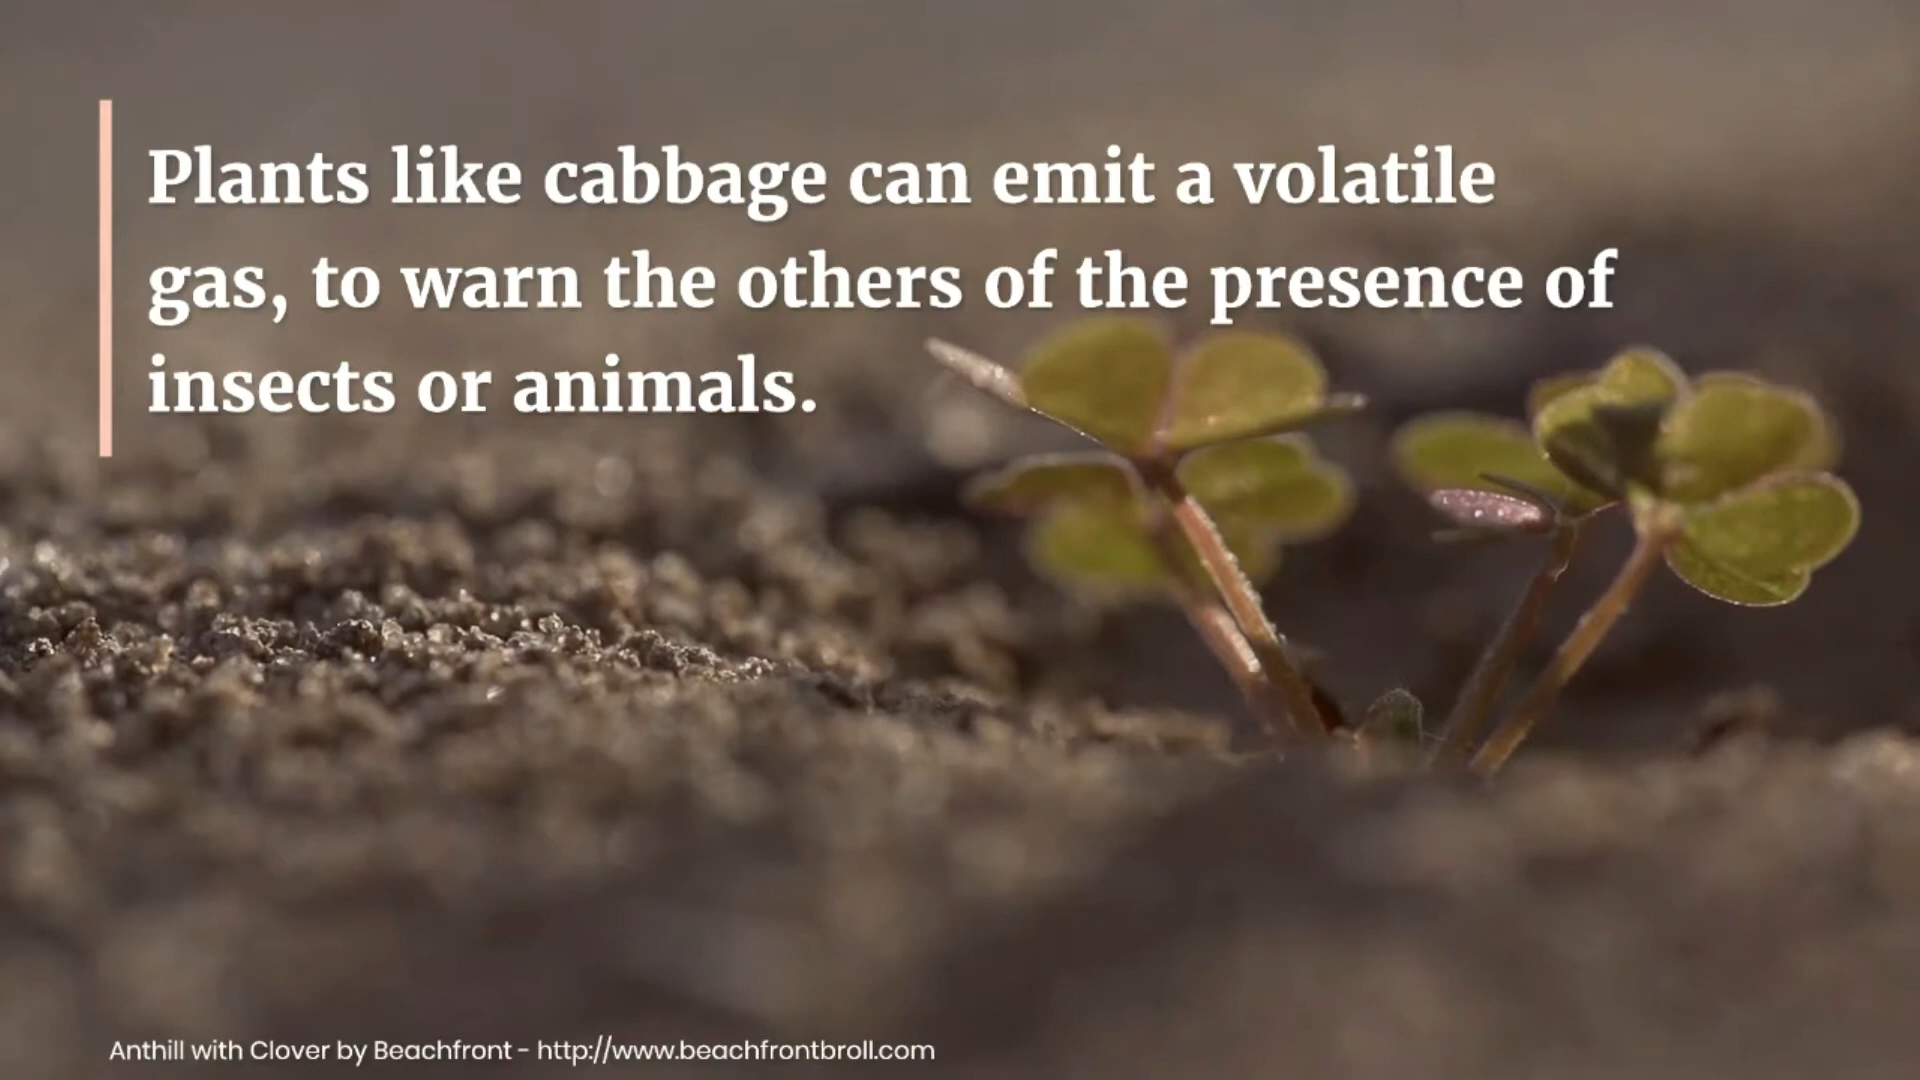 Plants like cabbage can emit a volatile
gas, to warn the others of the presence of
insects or animals.
Anthill with Clover by Beachfront - http://www.beachfrontbroll.com